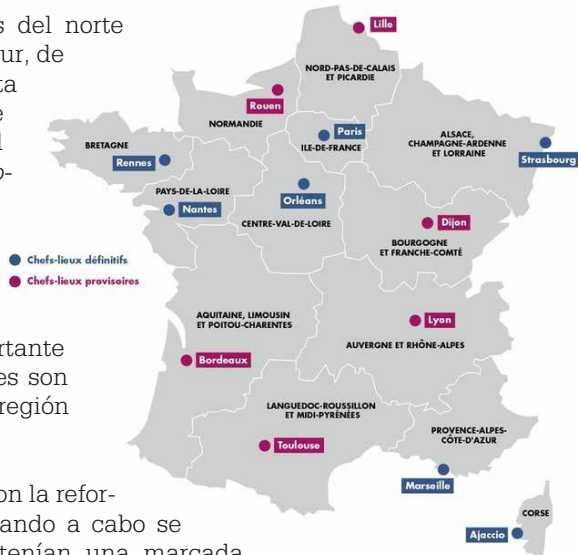 s del norte
ur, de
ta
e
l
o-
rtante
es son
región
on la refor-
ando a cabo se
tenían una marcada
Lille
NORD-PAS-DE-CALAIS
ET PICARDIE
Rouen
NORMANDIE
Paris
ILE-DE-FRANCE
ALSACE,
CHAMPAGNE-ARDENNE
ET LORRAINE
Strasbourg
BRETAGNE
Rennes
PAYS-DE-LA-LOIRE
Nantes
Orléans
CENTRE-VAL-DE-LOIRE
Dijon
BOURGOGNE
ET FRANCHE-COMTÉ
Chefs-lieux définitifs
Chefs-lieux provisoires
AQUITAINE, LIMOUSIN
ET POITOU-CHARENTES
Bordeaux
Lyon
AUVERGNE ET RHÔNE-ALPES
LANGUEDOC-ROUSSILLON
ET MIDI-PYRÉNÉES
Toulouse
PROVENCE-ALPES-
CÔTE-D'AZUR
Marseille
CORSE
Ajaccio